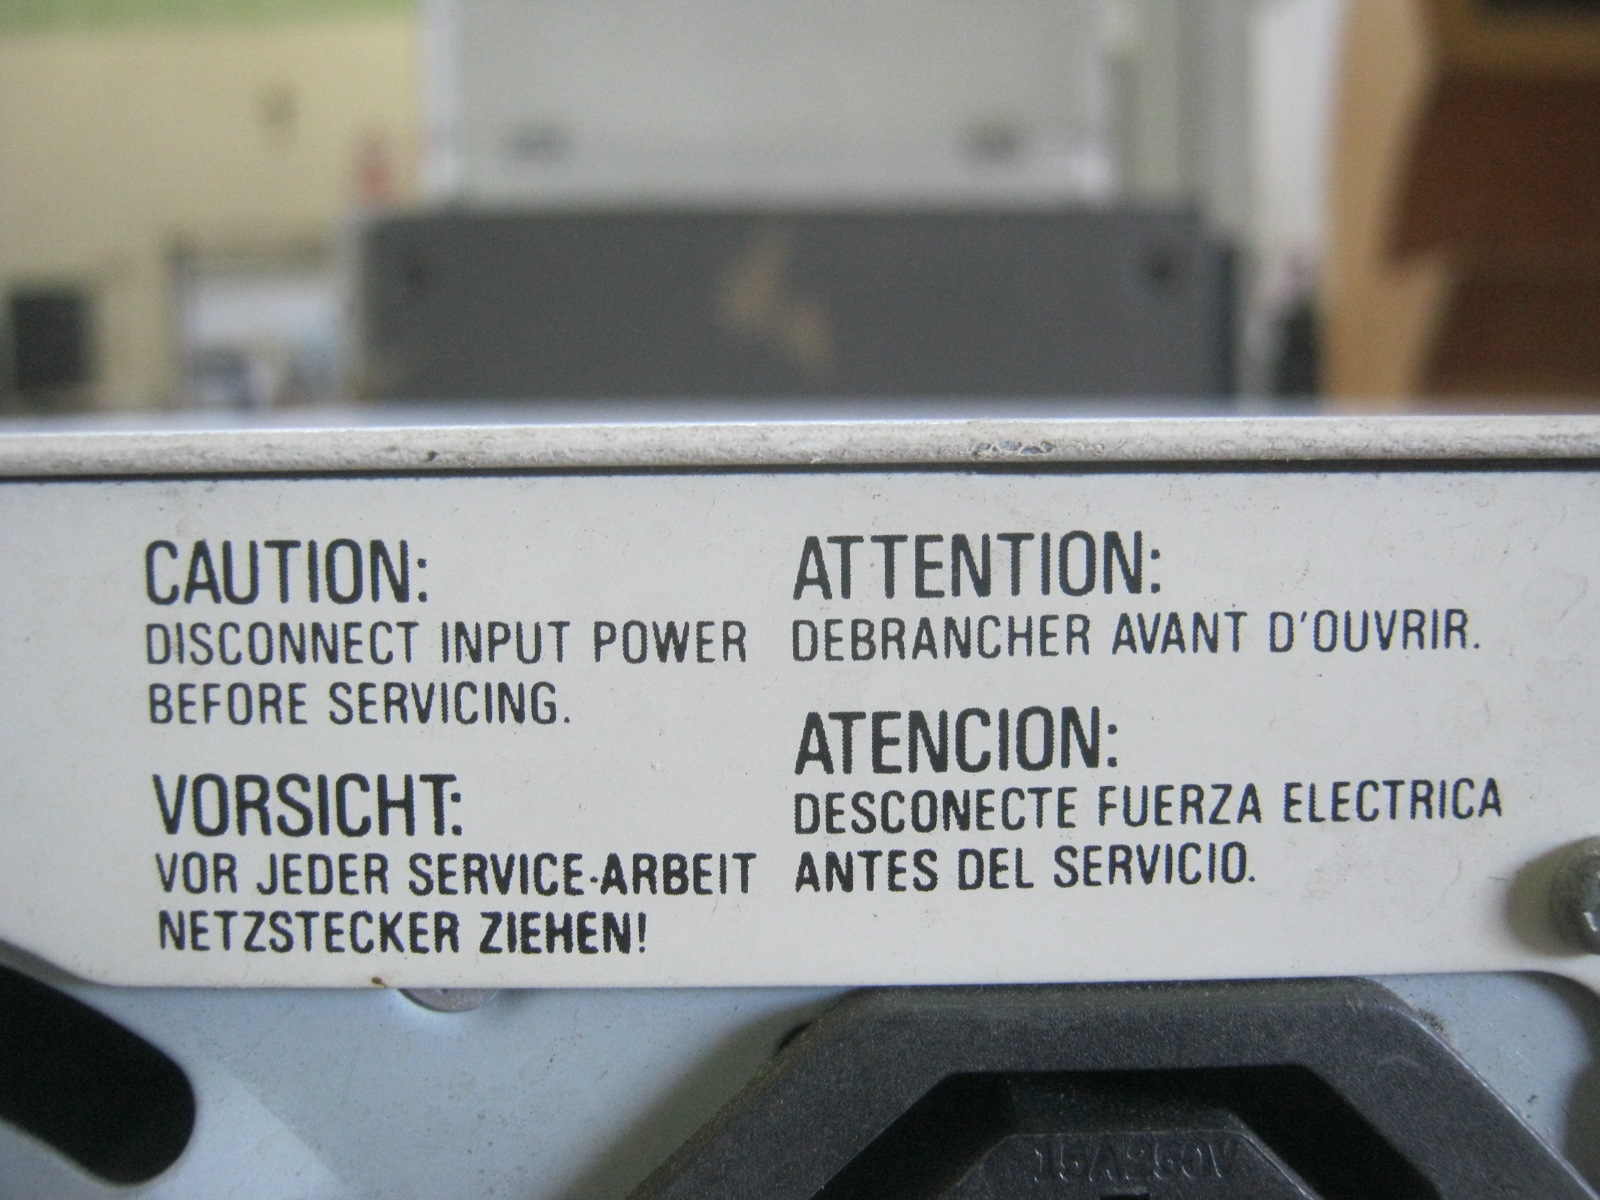 CAUTION:
DISCONNECT INPUT POWER
BEFORE SERVICING.
VORSICHT:
VOR JEDER SERVICE-ARBEIT
NETZSTECKER ZIEHEN!
ATTENTION:
DEBRANCHER AVANT D'OUVRIR.
ATENCION:
DESCONECTE FUERZA ELECTRICA
ANTES DEL SERVICIO.
15A250V